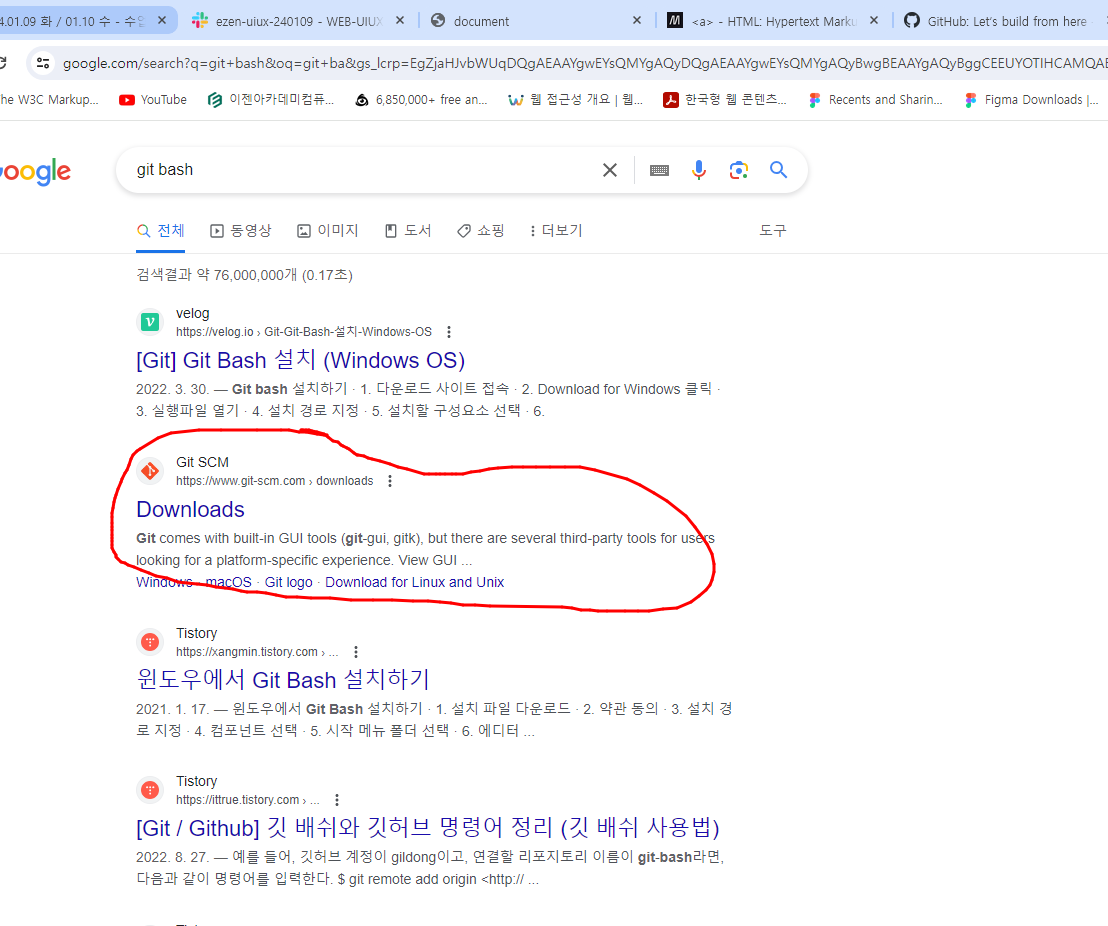 4.01.09 화 / 01.10 수 - 수업
ezen-uiux-240109 - WEB-UIUX
document
<a> - HTML: Hypertext Marku
GitHub: Let's build from here
google.com/search?q=git+bash&oq=git+ba&gs_lcrp=EgZjaHJvbWUqDQgAEAAYgwEYsQMYgAQyDQgAEAAYgwEYsQMYgAQyBwgBEAAYgAQyBggCEEUYOTIHCAMQAE
he W3C Markup...
YouTube
이젠아카데미컴퓨...
6,850,000+ free an...
웹 접근성 개요 | 웹...
한국형 웹 콘텐츠...
Recents and Sharin...
Figma Downloads |...
oogle
git bash
전체
동영상
이미지
도서
쇼핑
더보기
도구
검색결과 약 76,000,000개 (0.17초)
velog
https://velog.io › Git-Git-Bash-설치-Windows-OS
[Git] Git Bash 설치 (Windows OS)
2022. 3. 30. — Git bash 설치하기 · 1. 다운로드 사이트 접속 · 2. Download for Windows 클릭 ·
3. 실행파일 열기 · 4. 설치 경로 지정 · 5. 설치할 구성요소 선택 · 6.
Git SCM
https://www.git-scm.com › downloads
Downloads
Git comes with built-in GUI tools (git-gui, gitk), but there are several third-party tools for users
looking for a platform-specific experience. View GUI ...
Windows · macOS · Git logo · Download for Linux and Unix
Tistory
https://xangmin.tistory.com › ...
윈도우에서 Git Bash 설치하기
2021. 1. 17. — 윈도우에서 Git Bash 설치하기 · 1. 설치 파일 다운로드 · 2. 약관 동의 · 3. 설치 경
로 지정 · 4. 컴포넌트 선택 · 5. 시작 메뉴 폴더 선택 · 6. 에디터 ...
Tistory
https://ittrue.tistory.com › ...
[Git / Github] 깃 배쉬와 깃허브 명령어 정리 (깃 배쉬 사용법)
2022. 8. 27. — 예를 들어, 깃허브 계정이 gildong이고, 연결할 리포지토리 이름이 git-bash라면,
다음과 같이 명령어를 입력한다. $ git remote add origin <http:// ...